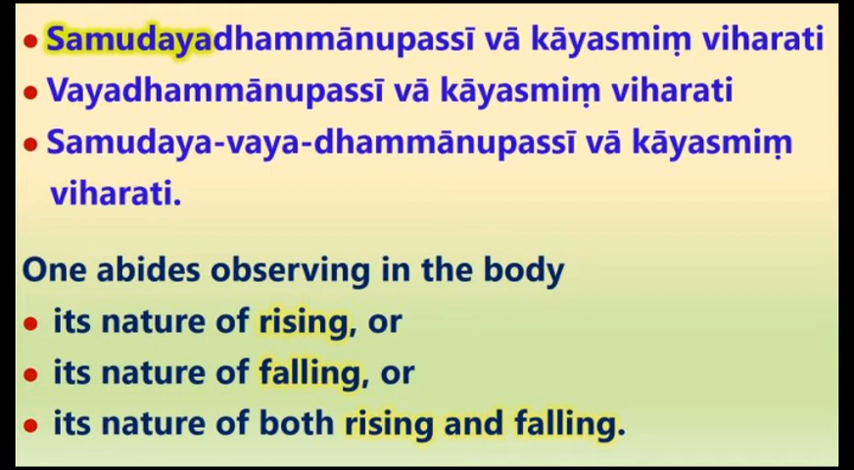 • Samudayadhammānupassī vā kāyasmiṃ viharati
• Vayadhammānupassī vā kāyasmiṃ viharati
• Samudaya-vaya-dhammānupassī vā kāyasmiṃ
viharati.
One abides observing in the body
• its nature of rising, or
• its nature of falling, or
• its nature of both rising and falling.